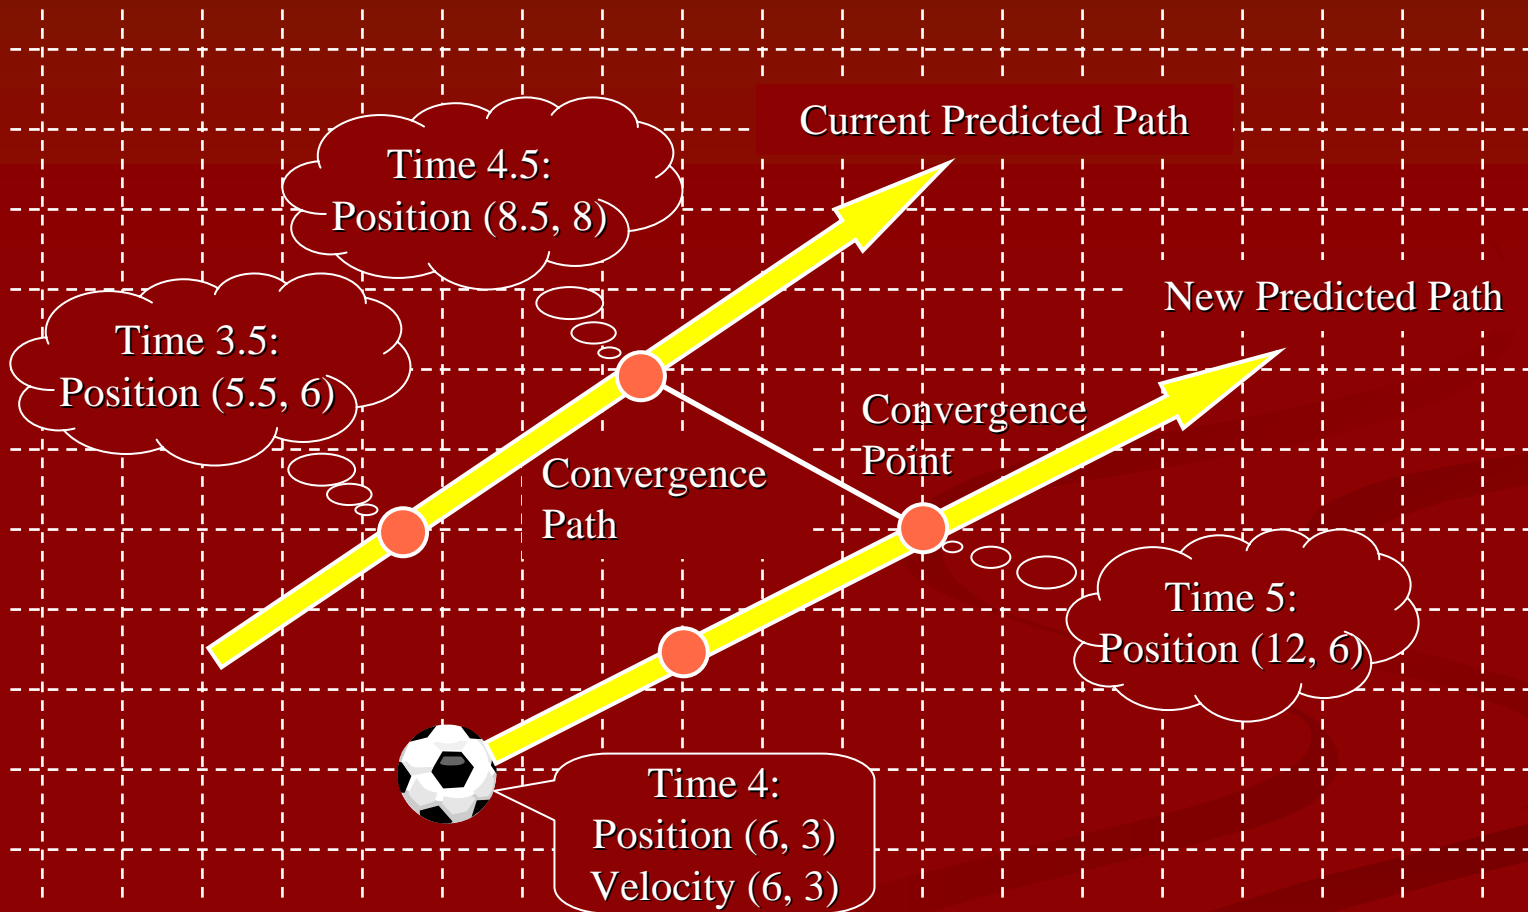 Current Predicted Path
Time 4.5:
Position (8.5, 8)
New Predicted Path
Time 3.5:
Position (5.5, 6)
Convergence
Point
Convergence
Path
Time 5:
Position (12, 6)
Time 4:
Position (6, 3)
Velocity (6, 3)